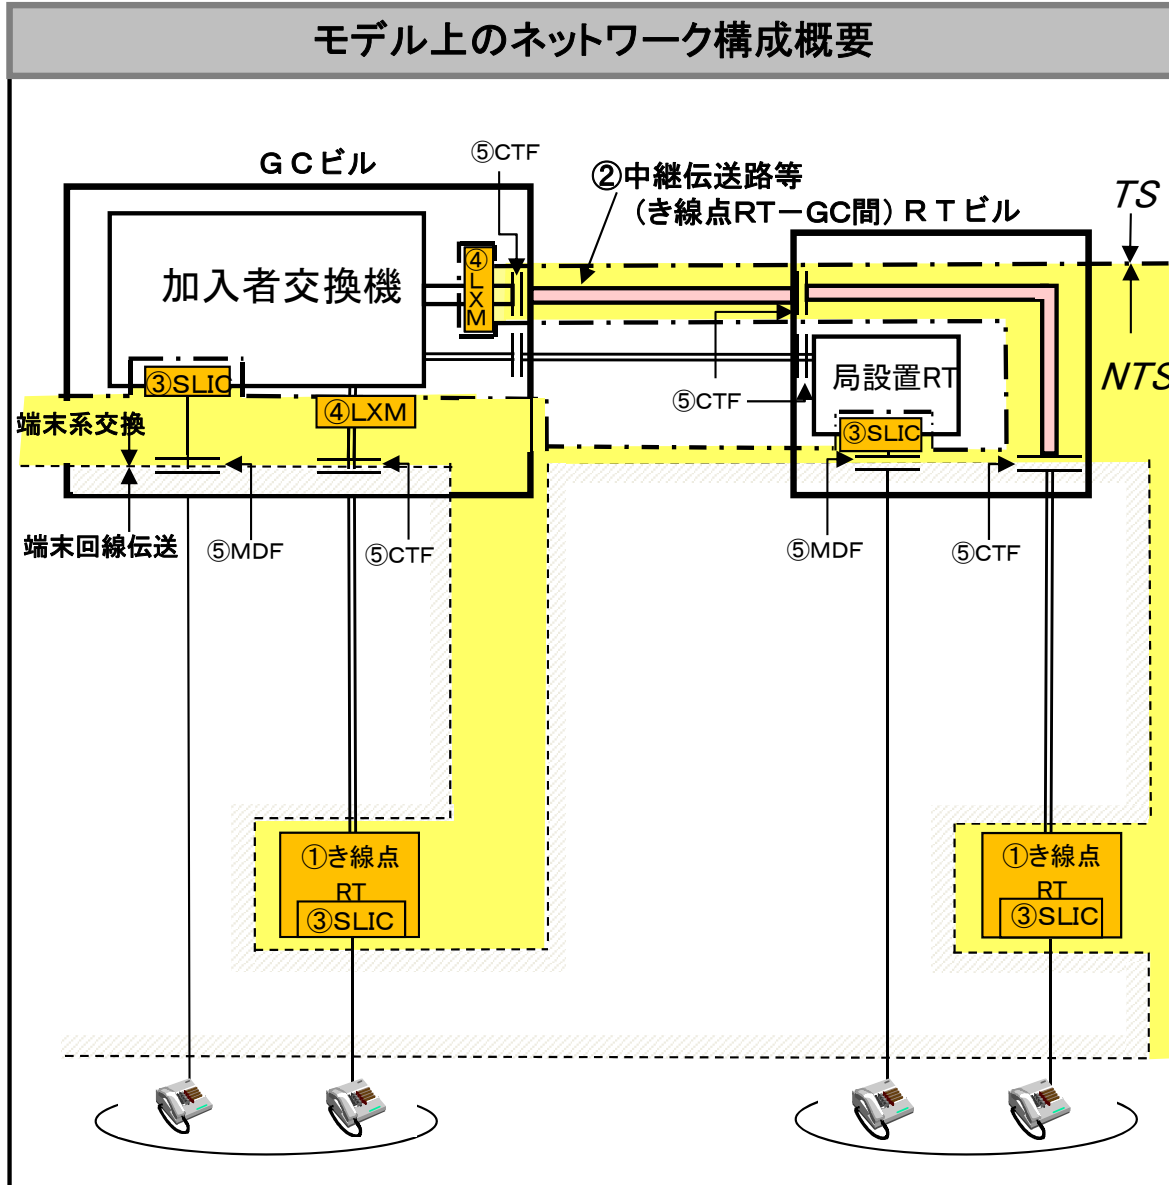 モデル上のネットワーク構成概要
GCビル
⑤CTF
②中継伝送路等
(き線点RT-GC間)
RTビル
TS
NTS
加入者交換機
④LXM
③SLIC
④LXM
⑤CTF
局設置RT
③SLIC
端末系交換
端末回線伝送
⑤MDF
⑤CTF
⑤MDF
⑤CTF
①き線点
RT
③SLIC
①き線点
RT
③SLIC